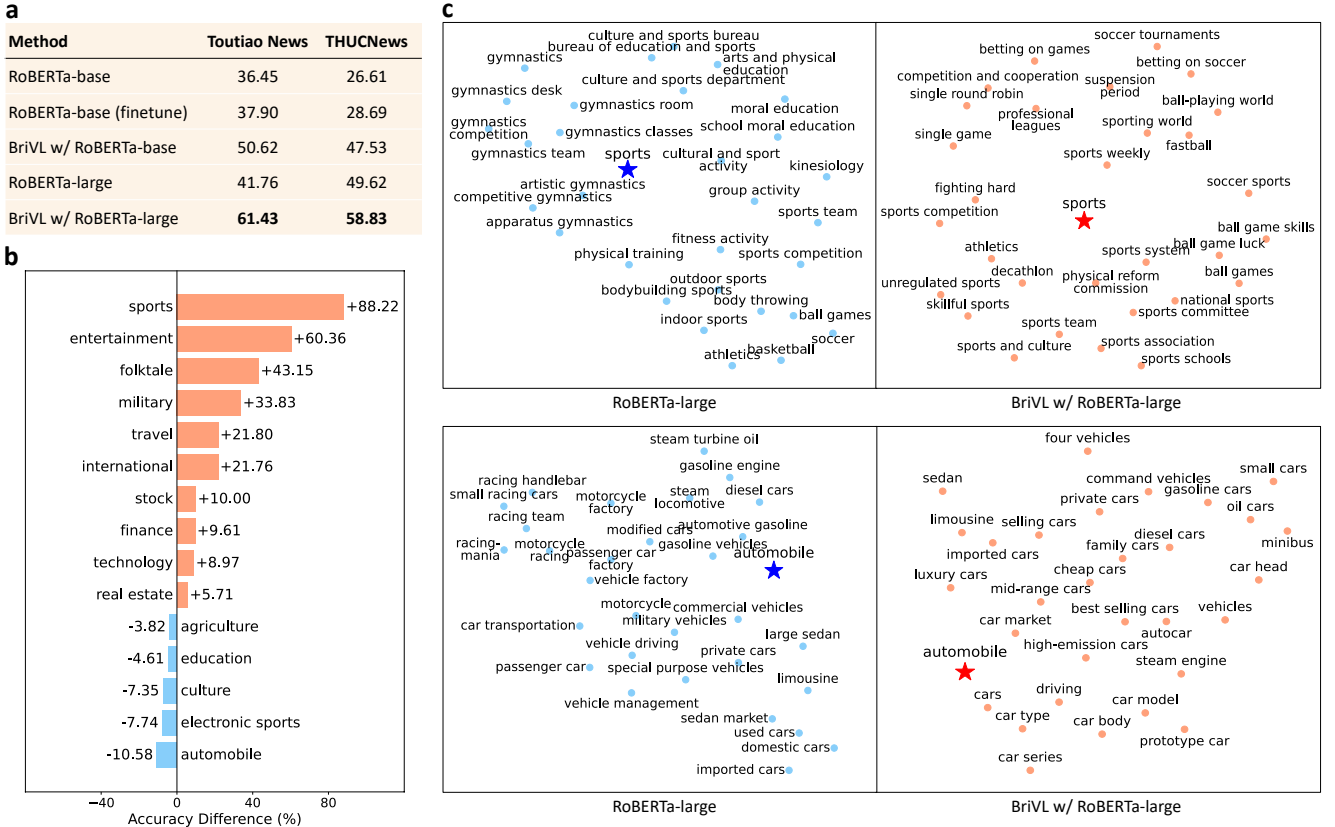 a
Method Toutiao News THUCNews
RoBERTa-base 36.45 26.61
RoBERTa-base (finetune) 37.90 28.69
BriVL w/ RoBERTa-base 50.62 47.53
RoBERTa-large 41.76 49.62
BriVL w/ RoBERTa-large 61.43 58.83
b
sports +88.22
entertainment +60.36
folktale +43.15
military +33.83
travel +21.80
international +21.76
stock +10.00
finance +9.61
technology +8.97
real estate +5.71
-3.82 agriculture
-4.61 education
-7.35 culture
-7.74 electronic sports
-10.58 automobile
−40 0 40 80
Accuracy Difference (%)
c
culture and sports bureau
bureau of education and sports
gymnastics
arts and physical
education
culture and sports department
gymnastics desk
gymnastics room
moral education
gymnastics
competition
gymnastics classes
school moral education
gymnastics team
sports
cultural and sport
activity
kinesiology
artistic gymnastics
competitive gymnastics
group activity
apparatus gymnastics
sports team
fitness activity
physical training
sports competition
outdoor sports
bodybuilding sports
body throwing
indoor sports
ball games
soccer
basketball
athletics
RoBERTa-large
soccer tournaments
betting on games
betting on soccer
competition and cooperation
suspension
period
single round robin
professional
leagues
ball-playing world
sporting world
single game
fastball
sports weekly
fighting hard
soccer sports
sports
sports competition
ball game skills
athletics
sports system
ball game luck
decathlon
unregulated sports
physical reform
commission
ball games
skillful sports
national sports
sports committee
sports team
sports and culture
sports association
sports schools
BriVL w/ RoBERTa-large
steam turbine oil
gasoline engine
racing handlebar
small racing cars
motorcycle
factory
steam
locomotive
diesel cars
racing team
modified cars
automotive gasoline
racing-
mania
motorcycle
racing
passenger car
factory
gasoline vehicles
automobile
vehicle factory
motorcycle
commercial vehicles
car transportation
military vehicles
vehicle driving
large sedan
private cars
passenger car
special purpose vehicles
limousine
vehicle management
sedan market
used cars
domestic cars
imported cars
RoBERTa-large
four vehicles
sedan
command vehicles
small cars
private cars
gasoline cars
limousine
selling cars
oil cars
imported cars
diesel cars
family cars
minibus
luxury cars
cheap cars
car head
mid-range cars
car market
best selling cars
vehicles
autocar
automobile
high-emission cars
steam engine
cars
driving
car type
car model
car body
prototype car
car series
BriVL w/ RoBERTa-large